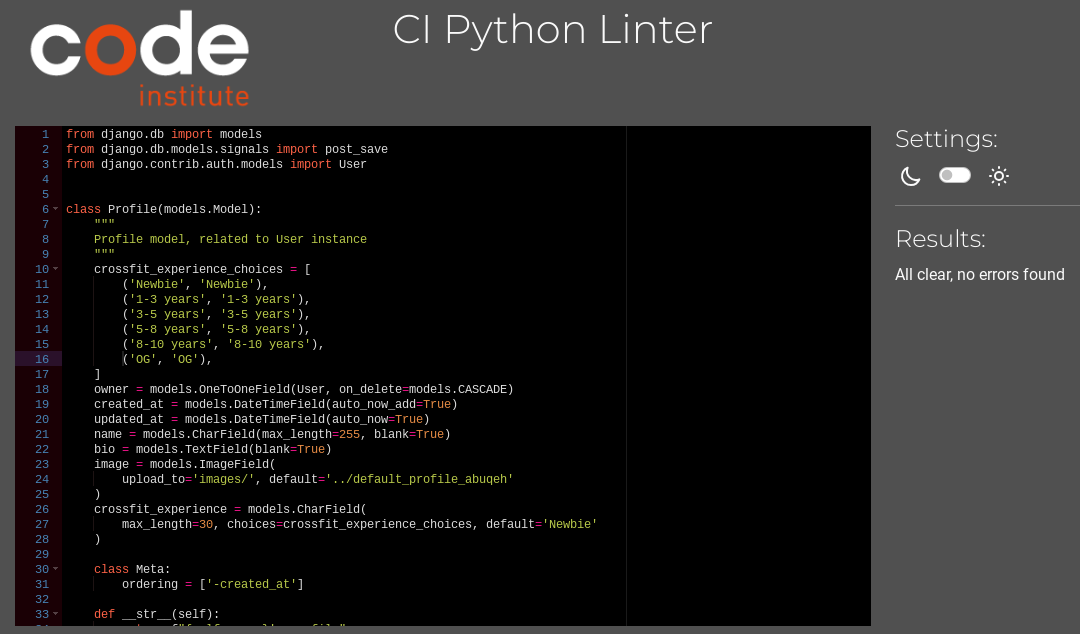 code
institute
CI Python Linter
1 from django.db import models
2 from django.db.models.signals import post_save
3 from django.contrib.auth.models import User
4
5
6 class Profile(models.Model):
7     """
8     Profile model, related to User instance
9     """
10     crossfit_experience_choices = [
11         ('Newbie', 'Newbie'),
12         ('1-3 years', '1-3 years'),
13         ('3-5 years', '3-5 years'),
14         ('5-8 years', '5-8 years'),
15         ('8-10 years', '8-10 years'),
16         ('OG', 'OG'),
17     ]
18     owner = models.OneToOneField(User, on_delete=models.CASCADE)
19     created_at = models.DateTimeField(auto_now_add=True)
20     updated_at = models.DateTimeField(auto_now=True)
21     name = models.CharField(max_length=255, blank=True)
22     bio = models.TextField(blank=True)
23     image = models.ImageField(
24         upload_to='images/', default='../default_profile_abuqeh'
25     )
26     crossfit_experience = models.CharField(
27         max_length=30, choices=crossfit_experience_choices, default='Newbie'
28     )
29
30     class Meta:
31         ordering = ['-created_at']
32
33     def __str__(self):
Settings:
Results:
All clear, no errors found